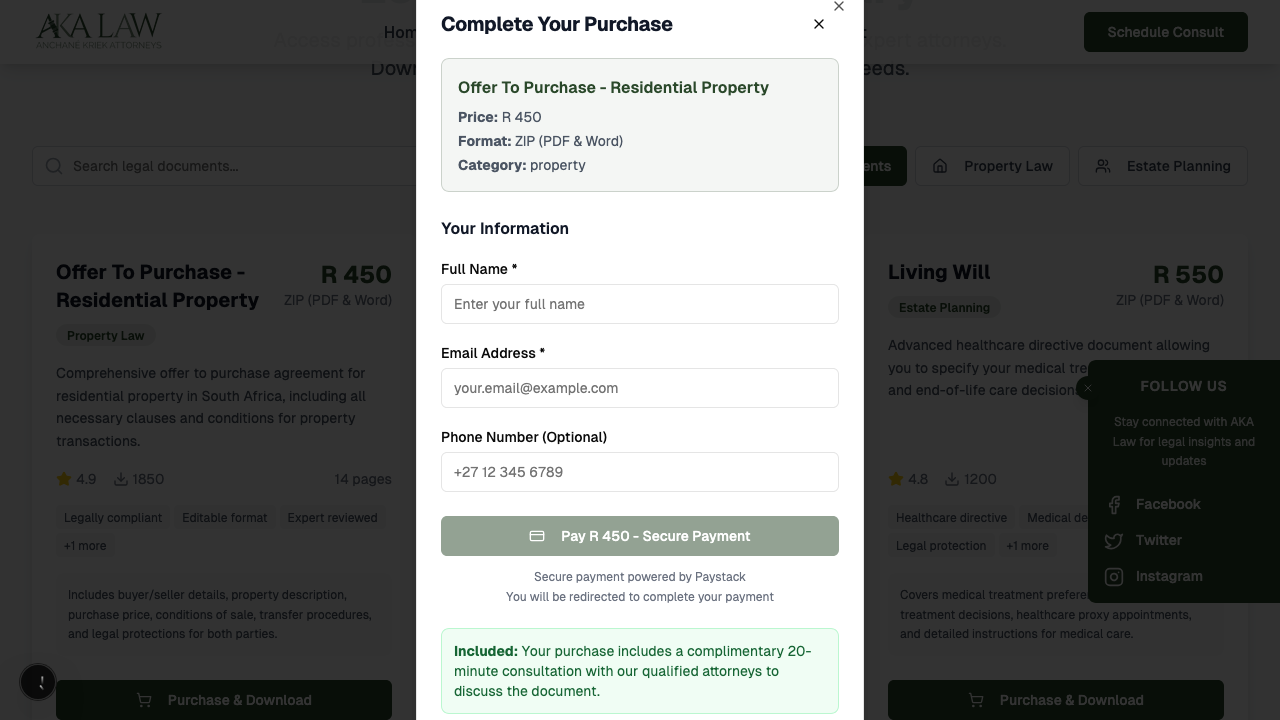 AKA LAW
ANCHANE KRIEK ATTORNEYS
Hom
Schedule Consult
Down
eeds.
Search legal documents...
ents
Property Law
Estate Planning
Complete Your Purchase
Offer To Purchase - Residential Property
Price: R 450
Format: ZIP (PDF & Word)
Category: property
Your Information
Full Name *
Enter your full name
Email Address *
your.email@example.com
Phone Number (Optional)
+27 12 345 6789
Pay R 450 - Secure Payment
Secure payment powered by Paystack
You will be redirected to complete your payment
Included: Your purchase includes a complimentary 20-
minute consultation with our qualified attorneys to
discuss the document.
Offer To Purchase -
Residential Property
R 450
ZIP (PDF & Word)
Property Law
Comprehensive offer to purchase agreement for
residential property in South Africa, including all
necessary clauses and conditions for property
transactions.
4.9
1850
14 pages
Legally compliant
Editable format
Expert reviewed
+1 more
Includes buyer/seller details, property description,
purchase price, conditions of sale, transfer procedures,
and legal protections for both parties.
Purchase & Download
Living Will
R 550
ZIP (PDF & Word)
Estate Planning
Advanced healthcare directive document allowing
you to specify your medical tre
and end-of-life care decision
4.8
1200
Healthcare directive
Medical de
Legal protection
+1 more
Covers medical treatment prefere
treatment decisions, healthcare proxy appointments,
and detailed instructions for medical care.
Purchase & Download
FOLLOW US
Stay connected with AKA
Law for legal insights and
updates
Facebook
Twitter
Instagram